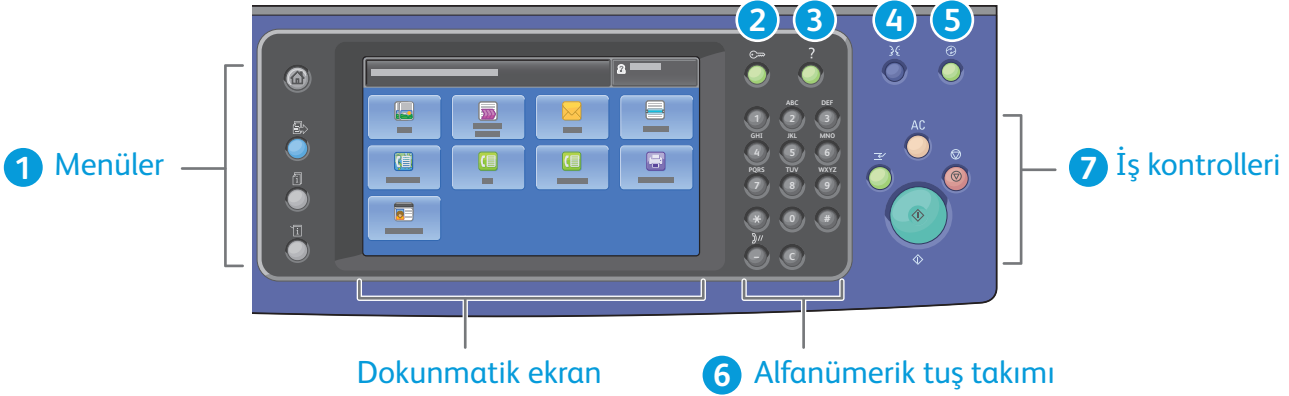 2 3 4 5
?
AC
ABC DEF
1 2 3
GHI JKL MNO
4 5 6
PQRS TUV WXYZ
7 8 9
* 0 #
- C
1 Menüler
7 İş kontrolleri
Dokunmatik ekran
6 Alfanümerik tuş takımı